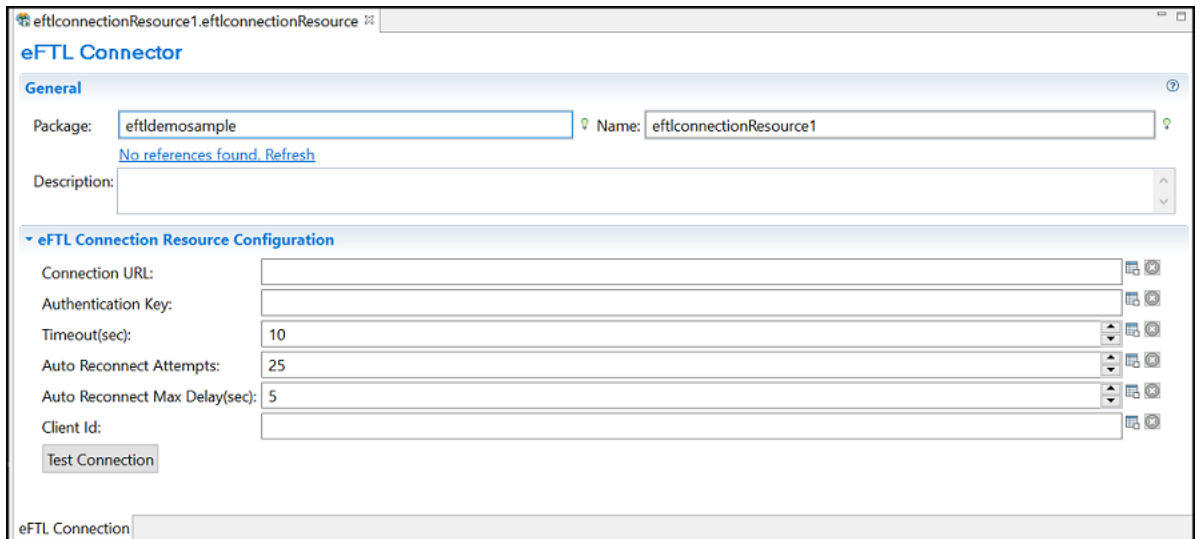 eftlconnectionResource1.eftlconnectionResource
eFTL Connector
General
Package: eftldemosample Name: eftlconnectionResource1
No references found. Refresh
Description:
eFTL Connection Resource Configuration
Connection URL:
Authentication Key:
Timeout(sec): 10
Auto Reconnect Attempts: 25
Auto Reconnect Max Delay(sec): 5
Client Id:
Test Connection
eFTL Connection